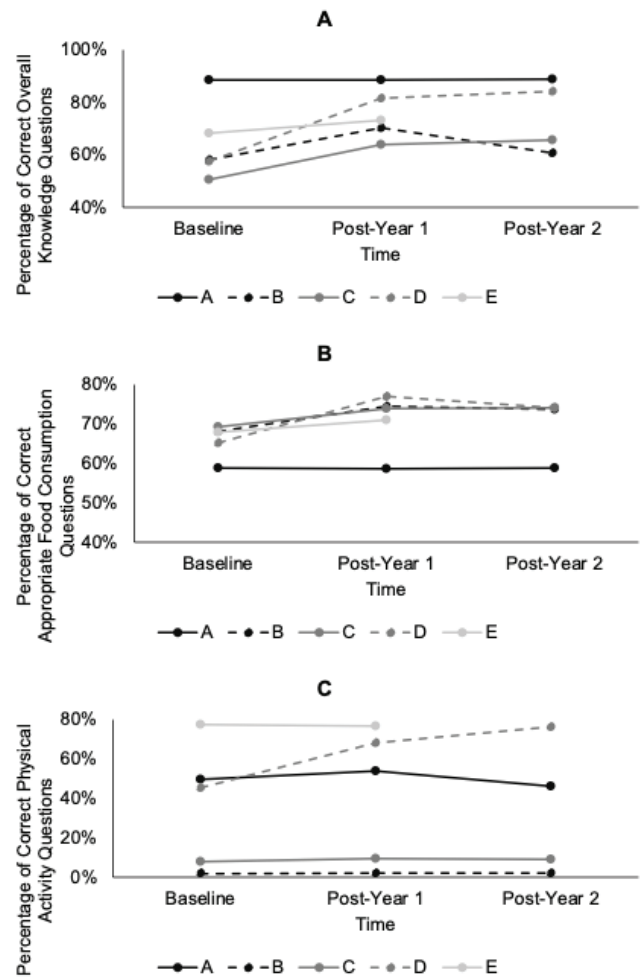 A
Percentage of Correct Overall
Knowledge Questions
100%
80%
60%
40%
Baseline Post-Year 1 Post-Year 2
Time
A B C D E
B
Percentage of Correct
Appropriate Food Consumption
Questions
80%
70%
60%
50%
40%
Baseline Post-Year 1 Post-Year 2
Time
A B C D E
C
Percentage of Correct Physical
Activity Questions
80%
60%
40%
20%
0%
Baseline Post-Year 1 Post-Year 2
Time
A B C D E